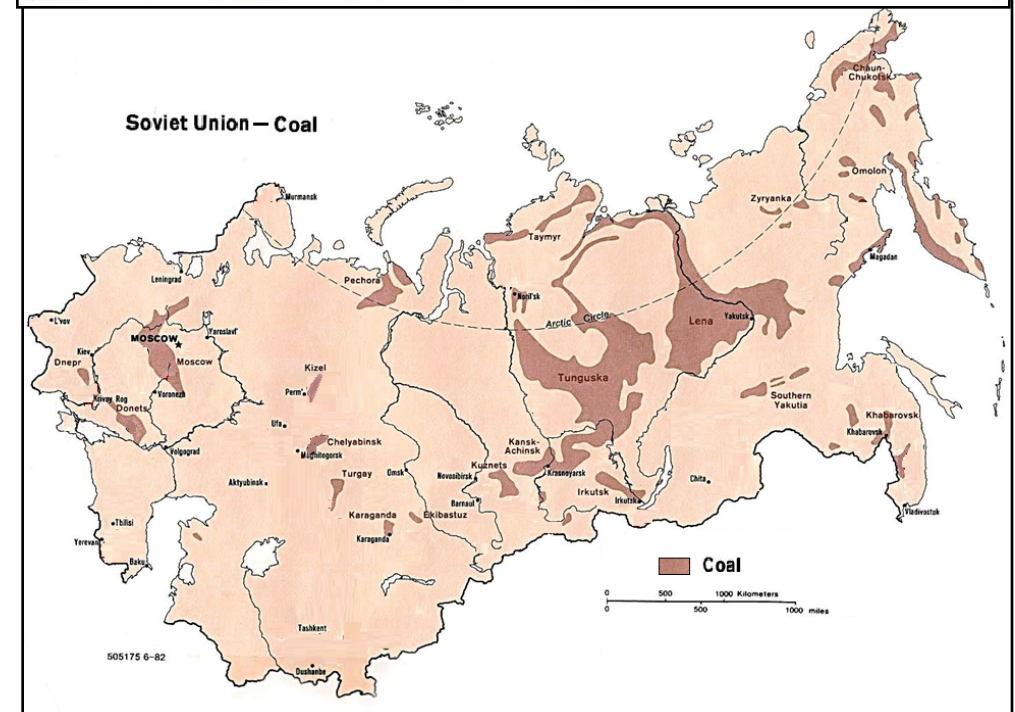 Soviet Union — Coal
Chaun-
Chukotsk
Omolon
Zyryanka
Magadan
Murmansk
Taymyr
Pechora
Leningrad
Noril'sk
L'vov
Yaroslavl'
Arctic Circle
Lena
Yakutsk
MOSCOW
Kiev
Moscow
Dnepr
Kizel
Perm'
Tunguska
Voronezh
Krivoy Rog
Donets
Southern
Yakutia
Ufa
Khabarovsk
Khabarovsk
Chelyabinsk
Magnitogorsk
Kansk-
Achinsk
Volgograd
Turgay
Omsk
Kuznets
Novosibirsk
Krasnoyarsk
Aktyubinsk
Irkutsk
Irkutsk
Chita
Barnaul
Karaganda
Ekibastuz
Karaganda
Vladivostok
Tbilisi
Yerevan
Baku
Coal
0 500 1000 Kilometers
0 500 1000 miles
Tashkent
505175 6-82
Dushanbe